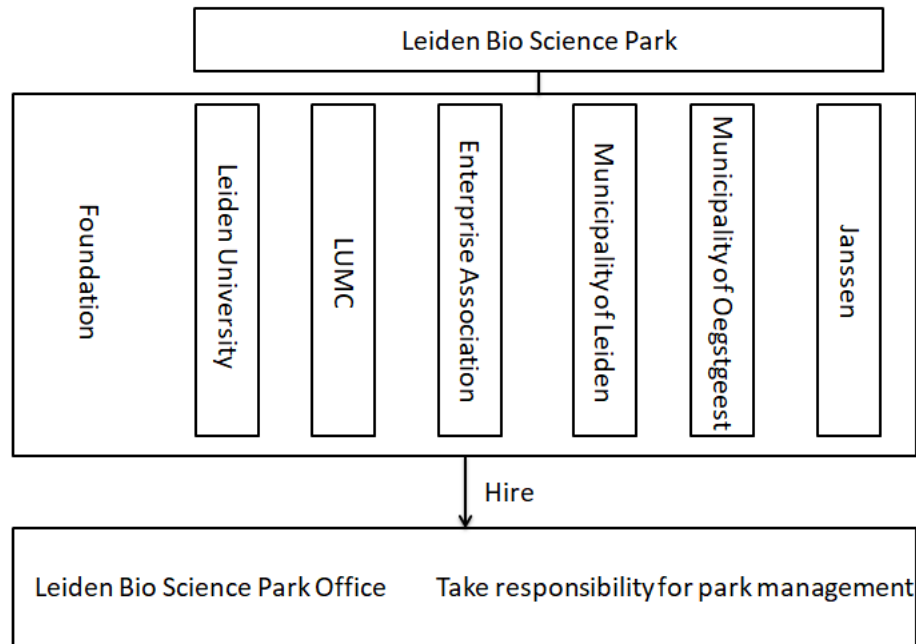 Leiden Bio Science Park
Foundation
Leiden University
LUMC
Enterprise Association
Municipality of Leiden
Municipality of Oegstgeest
Janssen
Hire
Leiden Bio Science Park Office
Take responsibility for park management